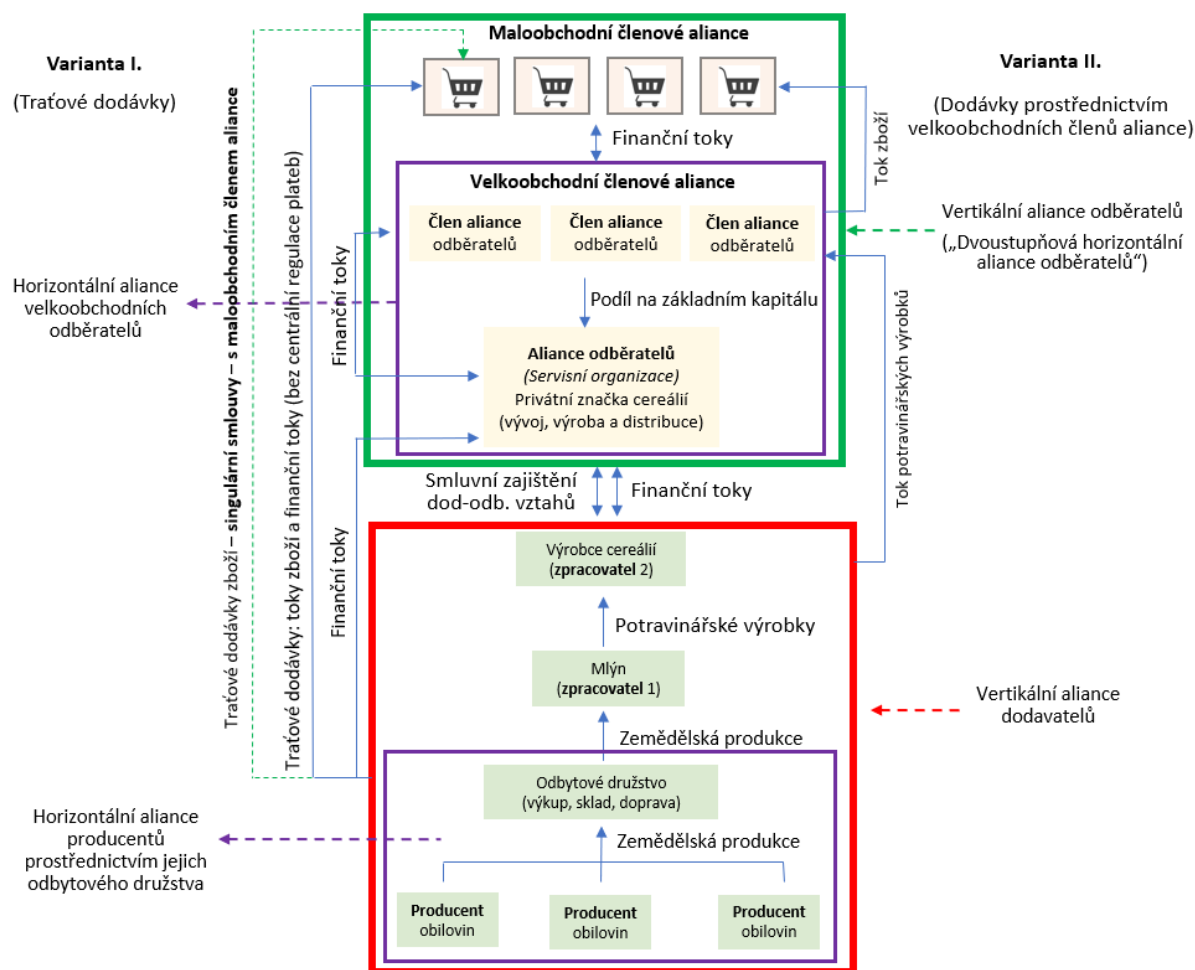 Maloobchodní členové aliance
Varianta I.
(Traťové dodávky)
Varianta II.
(Dodávky prostřednictvím
velkoobchodních členů aliance)
Finanční toky
Tok zboží
Velkoobchodní členové aliance
Člen aliance
odběratelů
Člen aliance
odběratelů
Člen aliance
odběratelů
Vertikální aliance odběratelů
(„Dvoustupňová horizontální
aliance odběratelů“)
Horizontální aliance
velkoobchodních
odběratelů
Finanční toky
Podíl na základním kapitálu
Aliance odběratelů
(Servisní organizace)
Privátní značka cereálií
(vývoj, výroba a distribuce)
Traťové dodávky zboží – singulární smlouvy – s maloobchodním členem aliance
Traťové dodávky: toky zboží a finanční toky (bez centrální regulace plateb)
Finanční toky
Tok potravinářských výrobků
Smluvní zajištění
dod-odb. vztahů
Finanční toky
Výrobce cereálií
(zpracovatel 2)
Potravinářské výrobky
Mlýn
(zpracovatel 1)
Vertikální aliance
dodavatelů
Zemědělská produkce
Odbytové družstvo
(výkup, sklad, doprava)
Horizontální aliance
producentů
prostřednictvím jejich
odbytového družstva
Zemědělská produkce
Producent
obilovin
Producent
obilovin
Producent
obilovin